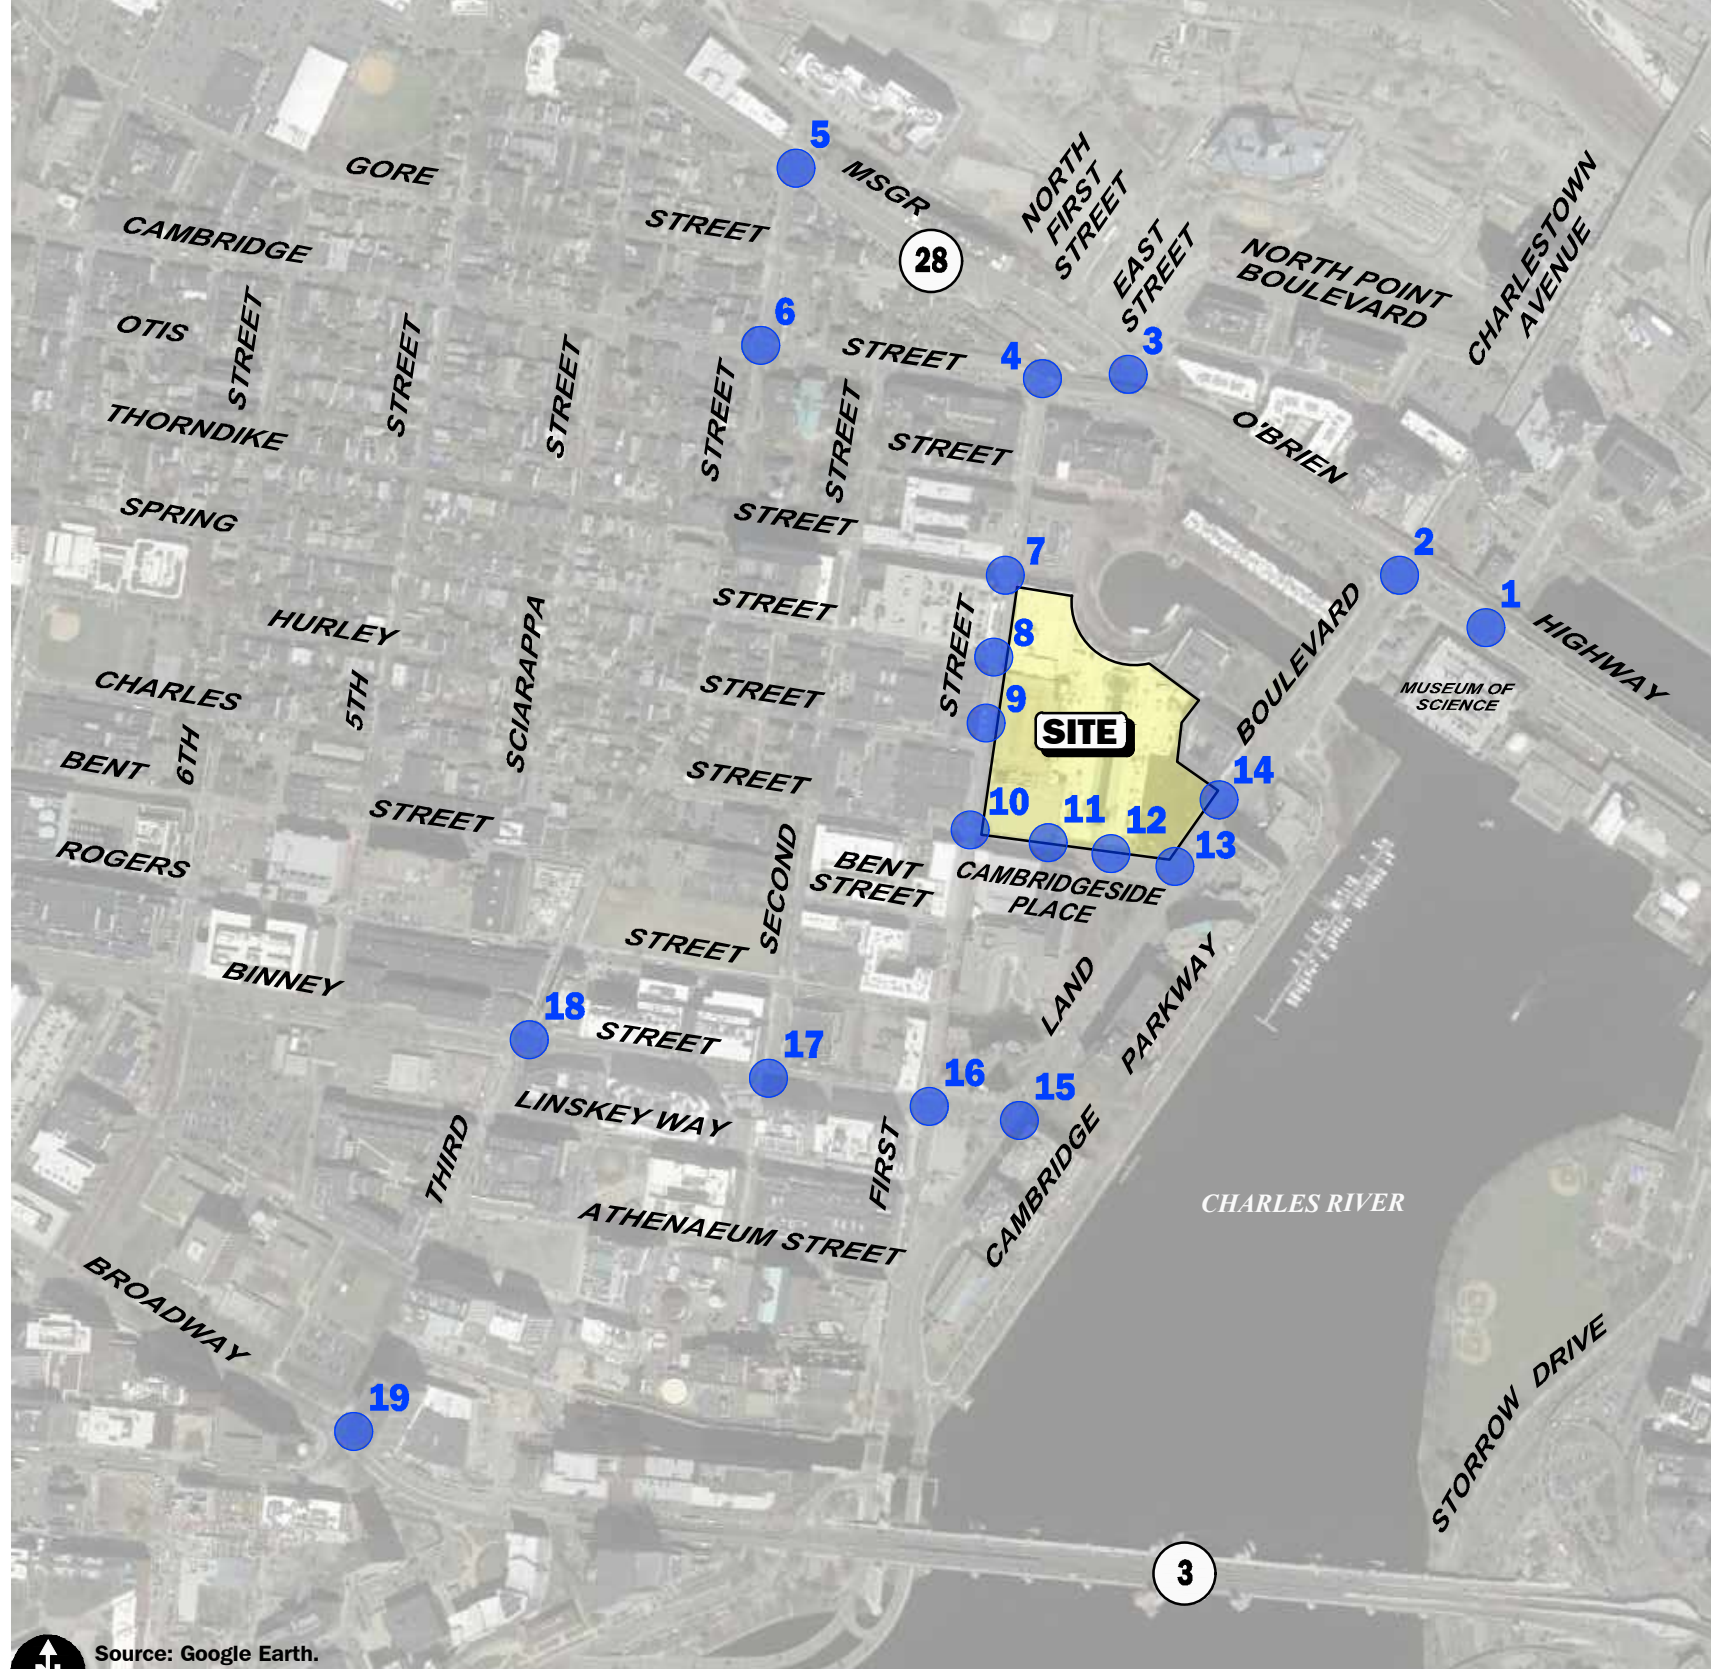 5
GORE
MSGR
NORTH
FIRST
STREET
CHARLESTOWN
AVENUE
CAMBRIDGE
STREET
28
EAST
STREET
NORTH POINT
BOULEVARD
OTIS
STREET
STREET
STREET
6
STREET
4
3
THORNDIKE
STREET
STREET
STREET
O'BRIEN
SPRING
STREET
7
2
1
HIGHWAY
HURLEY
SCIARAPPA
STREET
STREET
8
BOULEVARD
MUSEUM OF
SCIENCE
CHARLES
5TH
STREET
9
SITE
BENT
6TH
STREET
STREET
10
11
12
13
14
ROGERS
SECOND
BENT
STREET
CAMBRIDGESIDE
PLACE
STREET
BINNEY
LAND
PARKWAY
18
STREET
17
16
15
LINSKEY WAY
THIRD
FIRST
CAMBRIDGE
CHARLES RIVER
ATHENAEUM STREET
BROADWAY
STORROW DRIVE
19
3
Source: Google Earth.